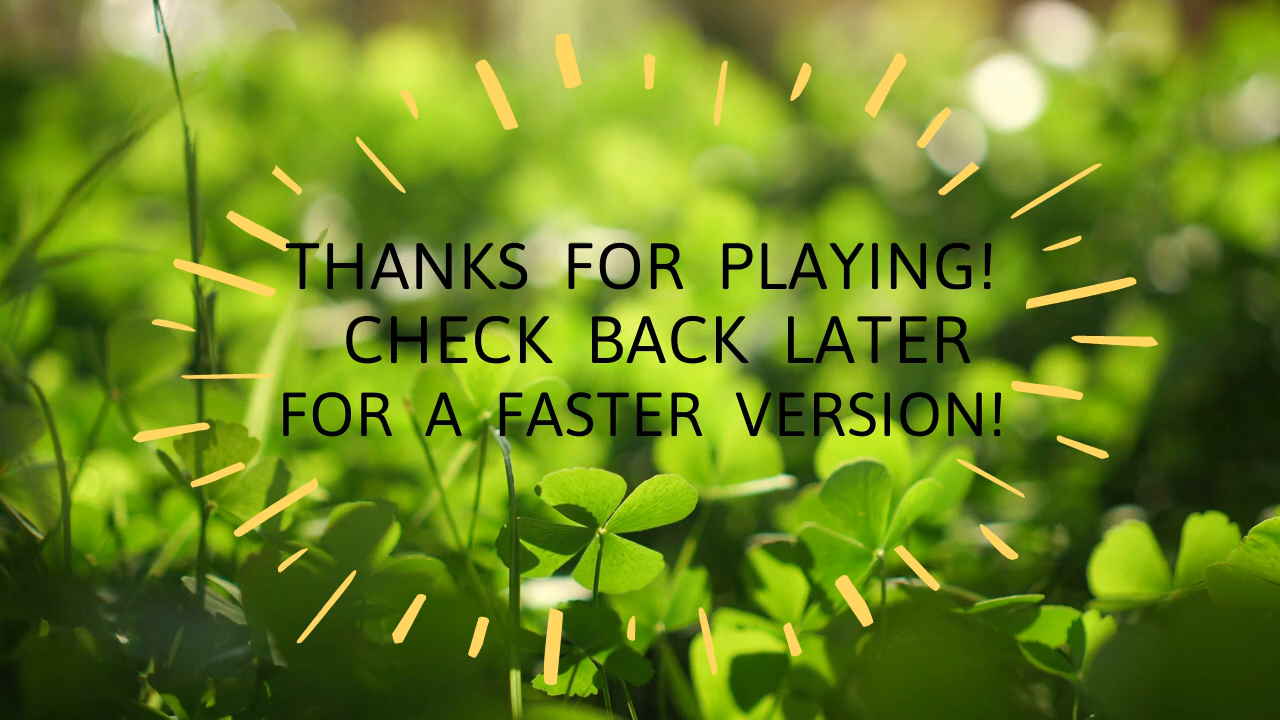 THANKS FOR PLAYING!
CHECK BACK LATER
FOR A FASTER VERSION!